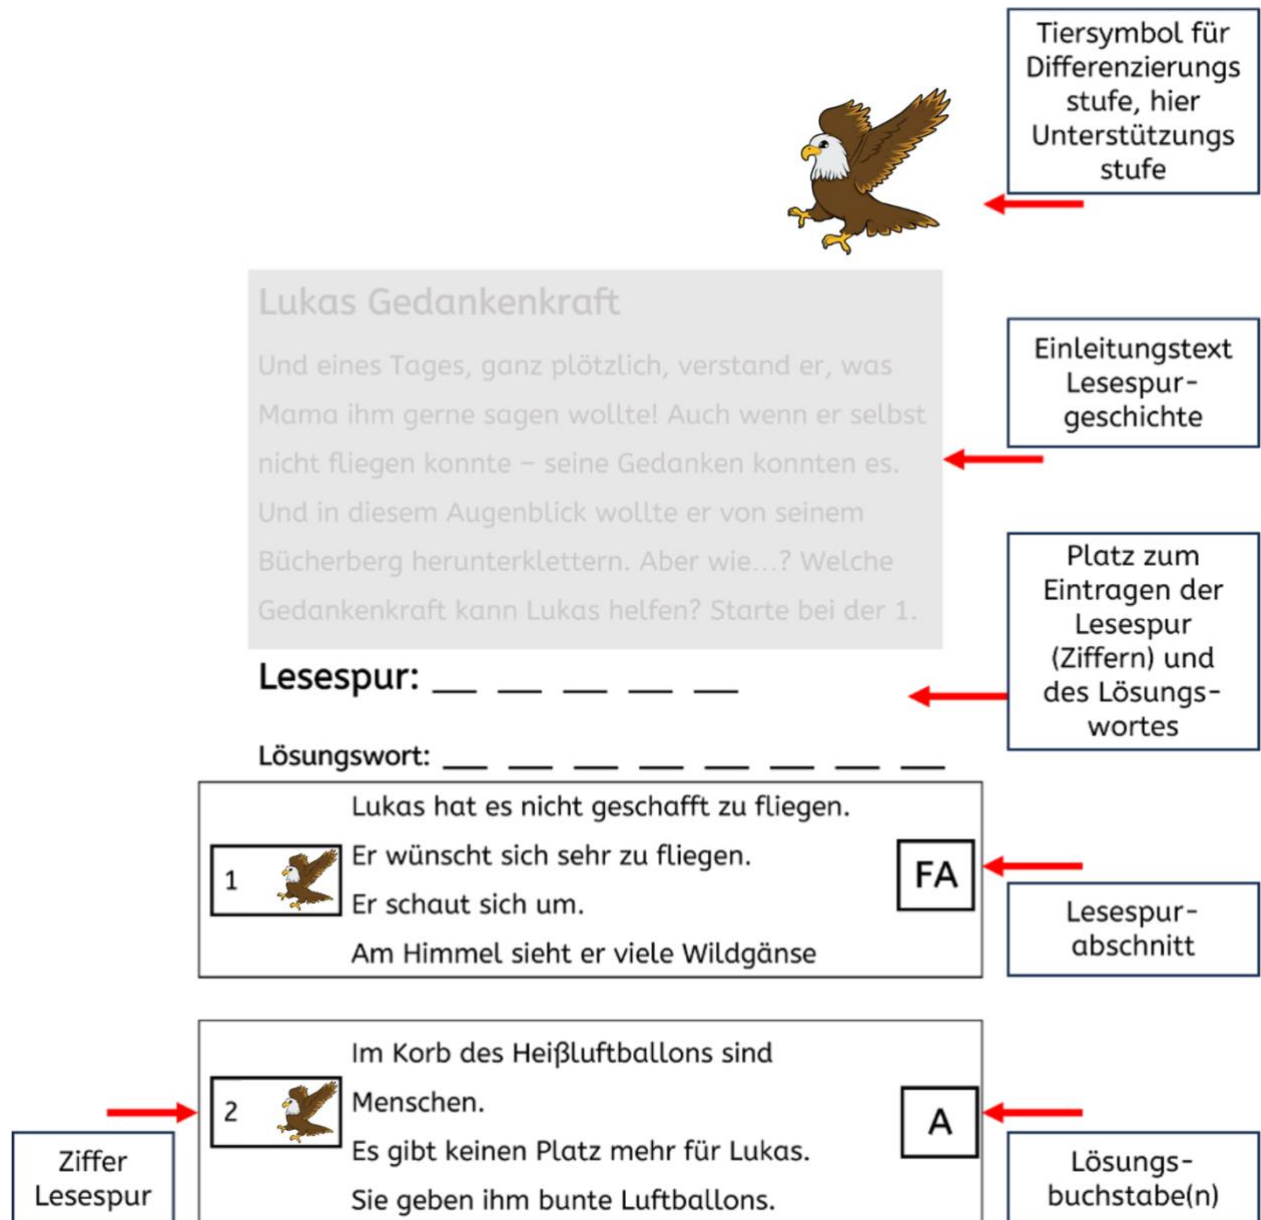 Tiersymbol für
Differenzierungs
stufe, hier
Unterstützungs
stufe
Lukas Gedankenkraft
Und eines Tages, ganz plötzlich, verstand er, was
Mama ihm gerne sagen wollte! Auch wenn er selbst
nicht fliegen konnte – seine Gedanken konnten es.
Und in diesem Augenblick wollte er von seinem
Bücherberg herunterklettern. Aber wie...? Welche
Gedankenkraft kann Lukas helfen? Starte bei der 1.
Einleitungstext
Lesespur-
geschichte
Lesespur: __ __ __ __ __
Lösungswort: __ __ __ __ __ __ __ __
Platz zum
Eintragen der
Lesespur
(Ziffern) und
des Lösungs-
wortes
1
Lukas hat es nicht geschafft zu fliegen.
Er wünscht sich sehr zu fliegen.
Er schaut sich um.
Am Himmel sieht er viele Wildgänse
FA
Lesespur-
abschnitt
2
Im Korb des Heißluftballons sind
Menschen.
Es gibt keinen Platz mehr für Lukas.
Sie geben ihm bunte Luftballons.
A
Ziffer
Lesespur
Lösungs-
buchstabe(n)